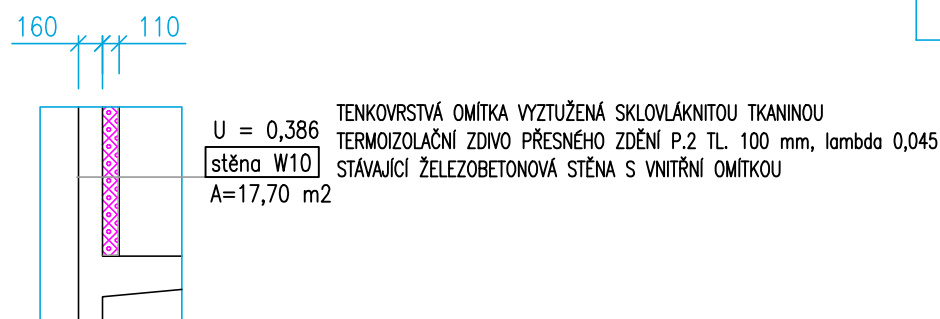 160 110
TENKOVRSTVÁ OMÍTKA VYZTUŽENÁ SKLOVLÁKNITOU TKANINOU
U = 0,386
TERMOIZOLAČNÍ ZDIVO PŘESNÉHO ZDĚNÍ P.2 TL. 100 mm, lambda 0,045
stěna W10
STÁVAJÍCÍ ŽELEZOBETONOVÁ STĚNA S VNITŘNÍ OMÍTKOU
A=17,70 m2